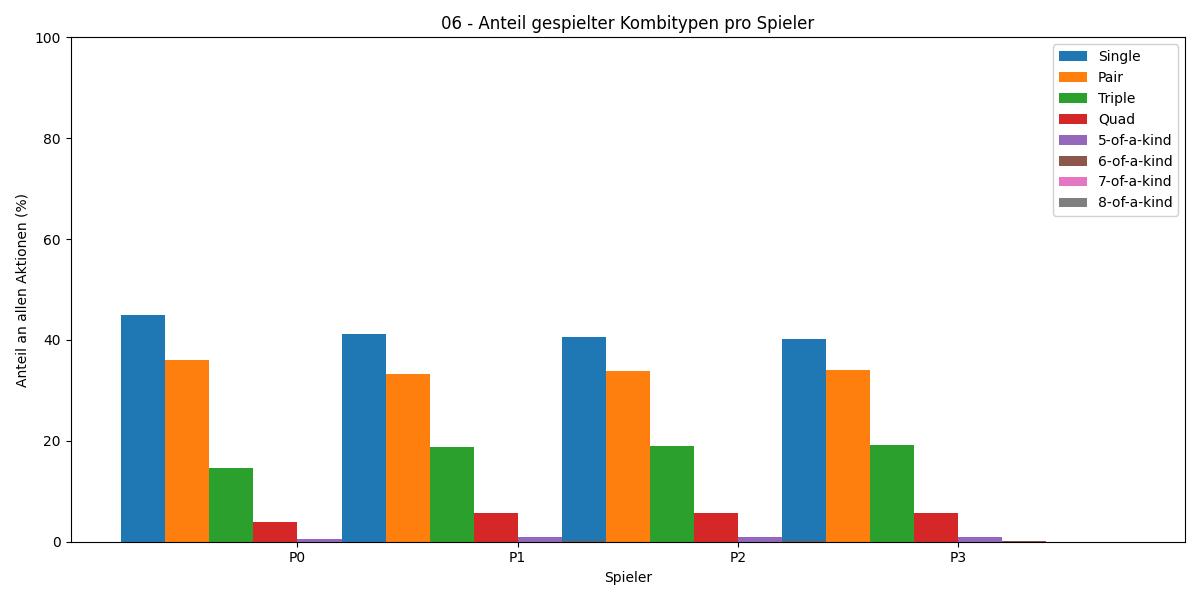 06 - Anteil gespielter Kombitypen pro Spieler
Anteil an allen Aktionen (%)
100
80
60
40
20
0
Single
Pair
Triple
Quad
5-of-a-kind
6-of-a-kind
7-of-a-kind
8-of-a-kind
P0 P1 P2 P3
Spieler